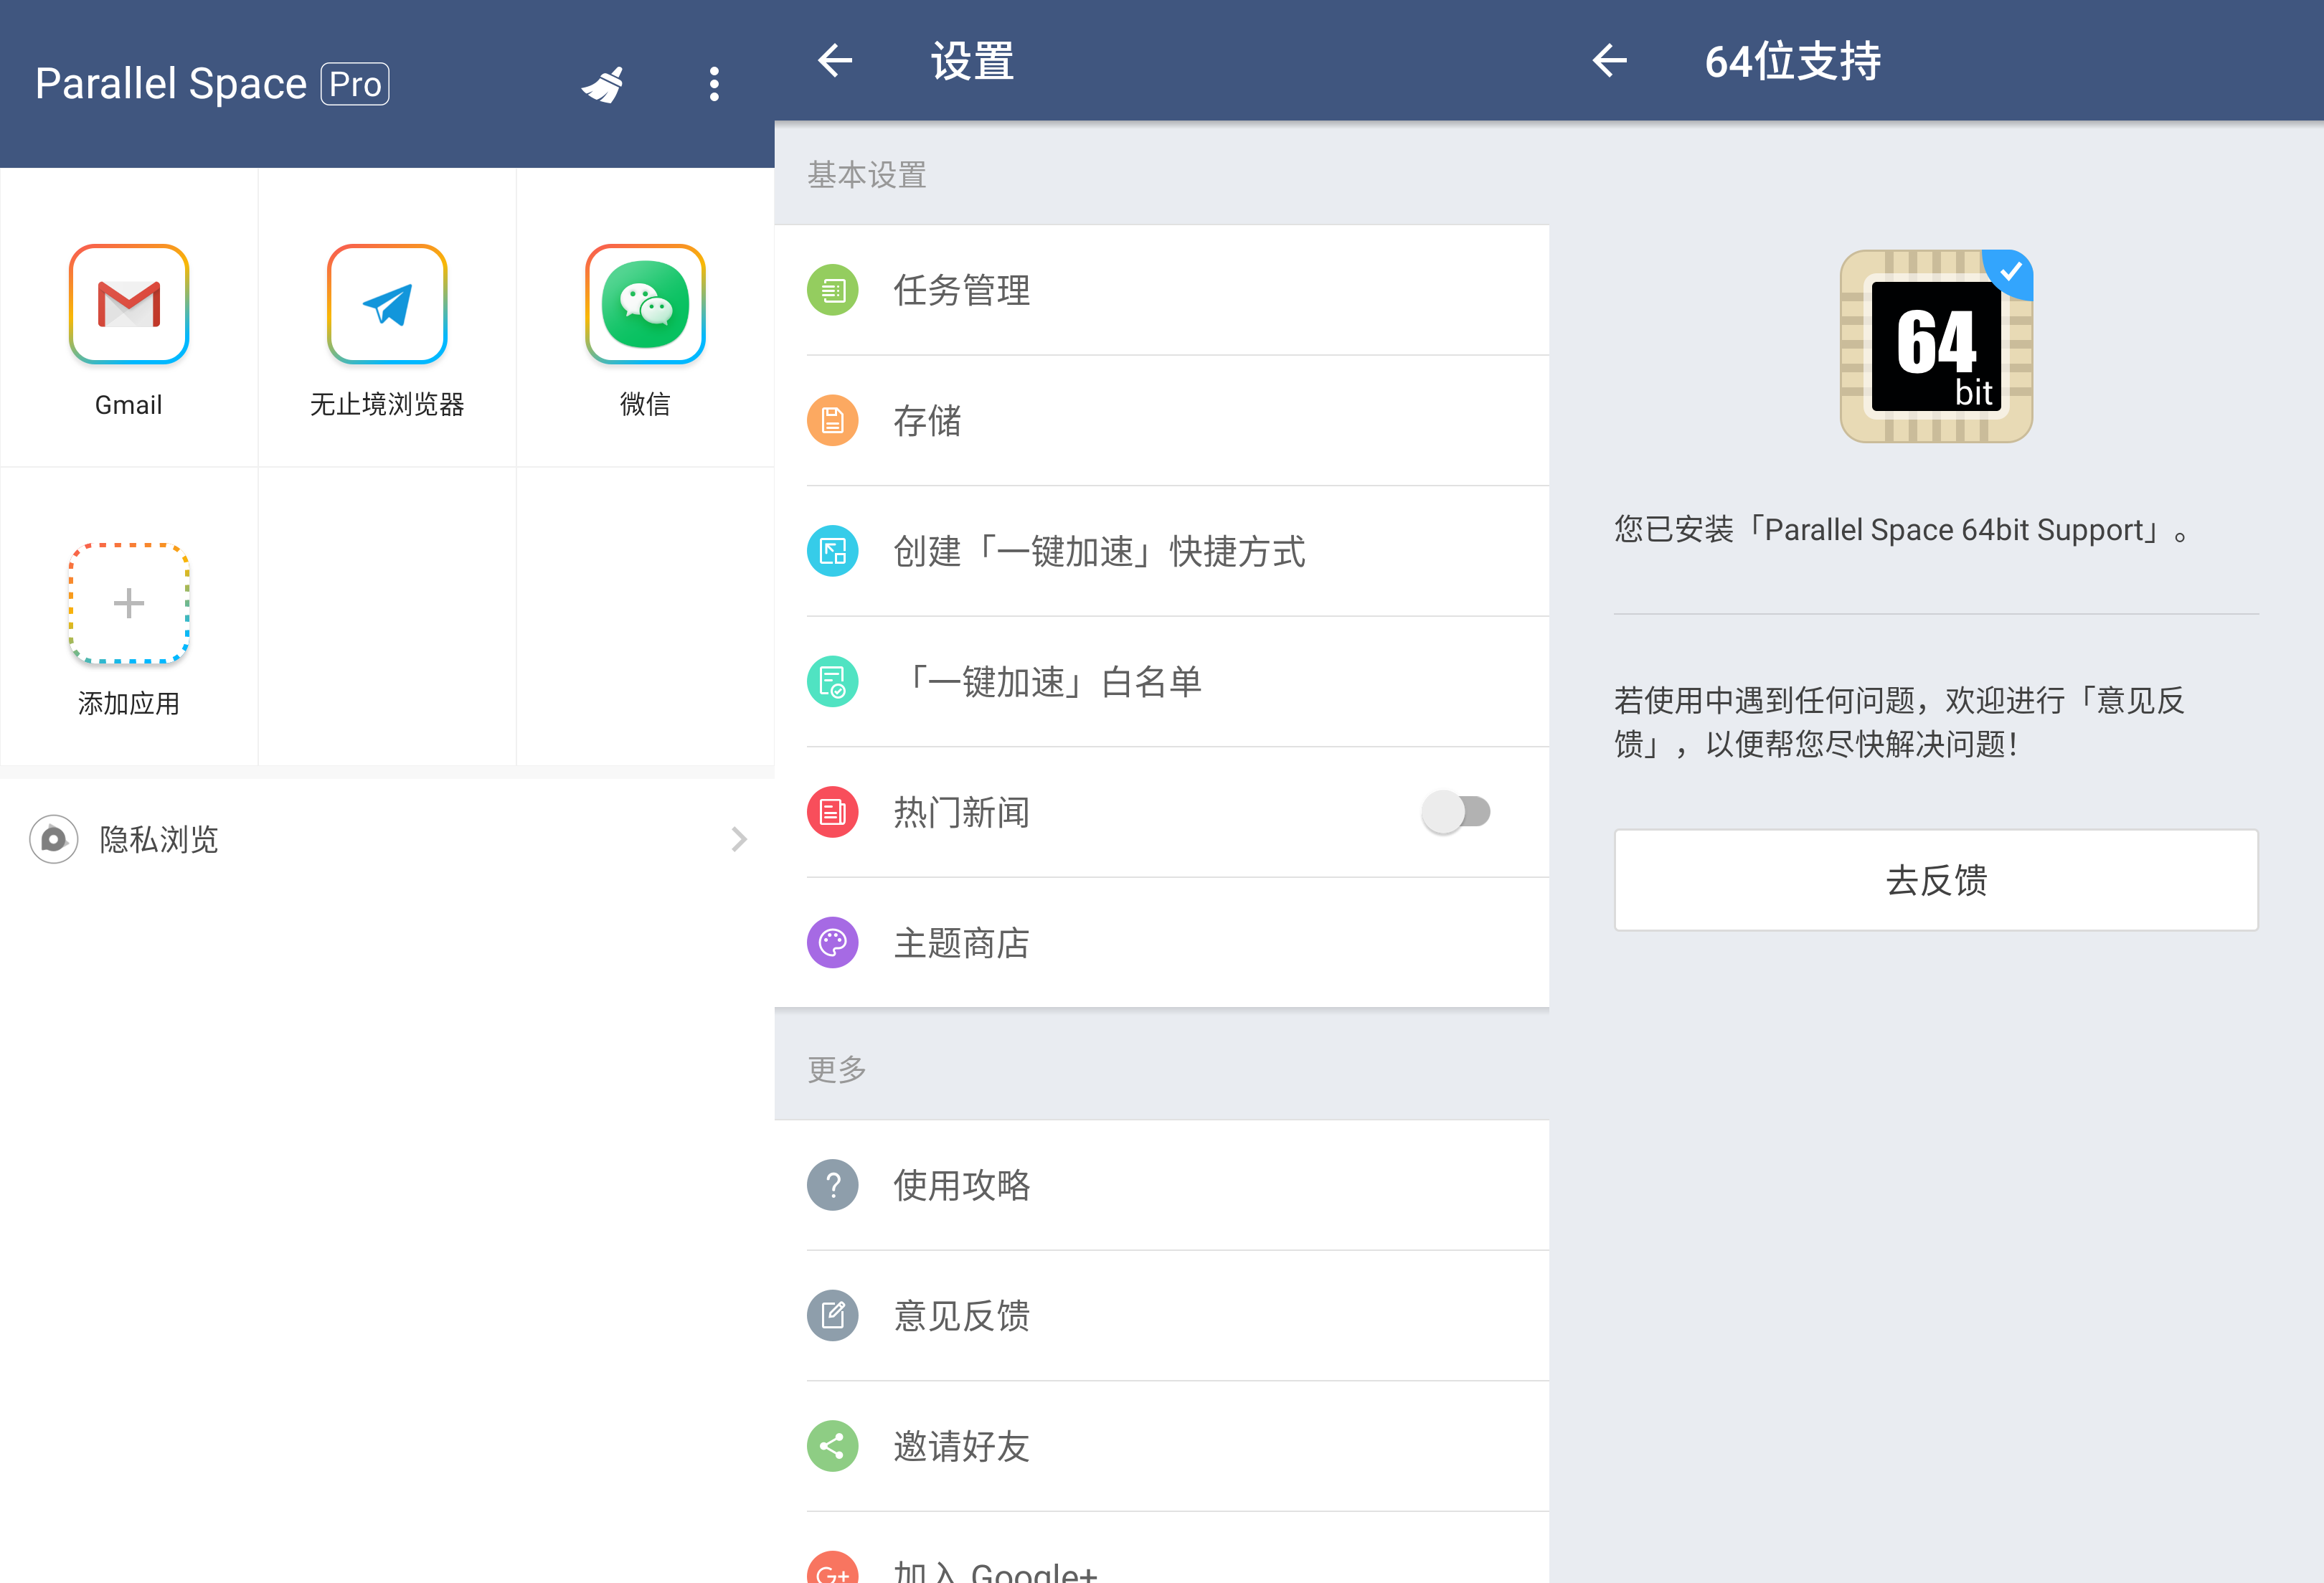 Parallel Space Pro
Gmail
无止境浏览器
微信
添加应用
隐私浏览
设置
基本设置
任务管理
存储
创建「一键加速」快捷方式
「一键加速」白名单
热门新闻
主题商店
更多
使用攻略
意见反馈
邀请好友
G+
加入 Google+
64位支持
64
bit
您已安装「Parallel Space 64bit Support」。
若使用中遇到任何问题，欢迎进行「意见反
馈」，以便帮您尽快解决问题！
去反馈